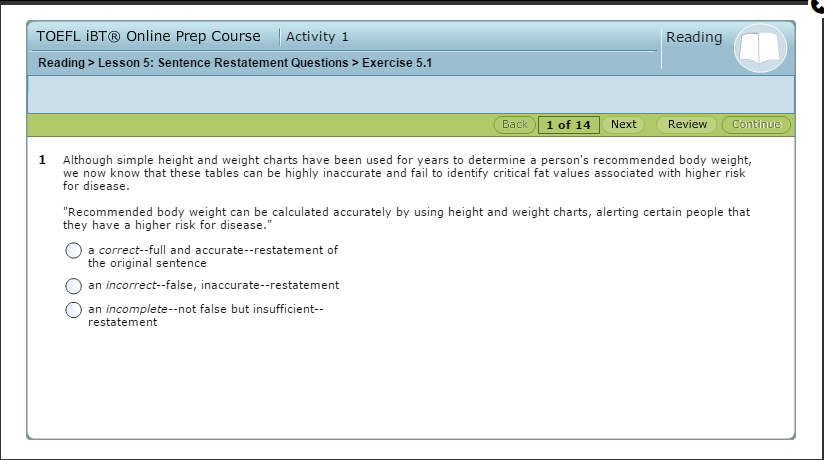 TOEFL iBT® Online Prep Course Activity 1 Reading
Reading > Lesson 5: Sentence Restatement Questions > Exercise 5.1
Back 1 of 14 Next Review Continue
1 Although simple height and weight charts have been used for years to determine a person's recommended body weight,
we now know that these tables can be highly inaccurate and fail to identify critical fat values associated with higher risk
for disease.
"Recommended body weight can be calculated accurately by using height and weight charts, alerting certain people that
they have a higher risk for disease."
a correct--full and accurate--restatement of
the original sentence
an incorrect--false, inaccurate--restatement
an incomplete--not false but insufficient--
restatement